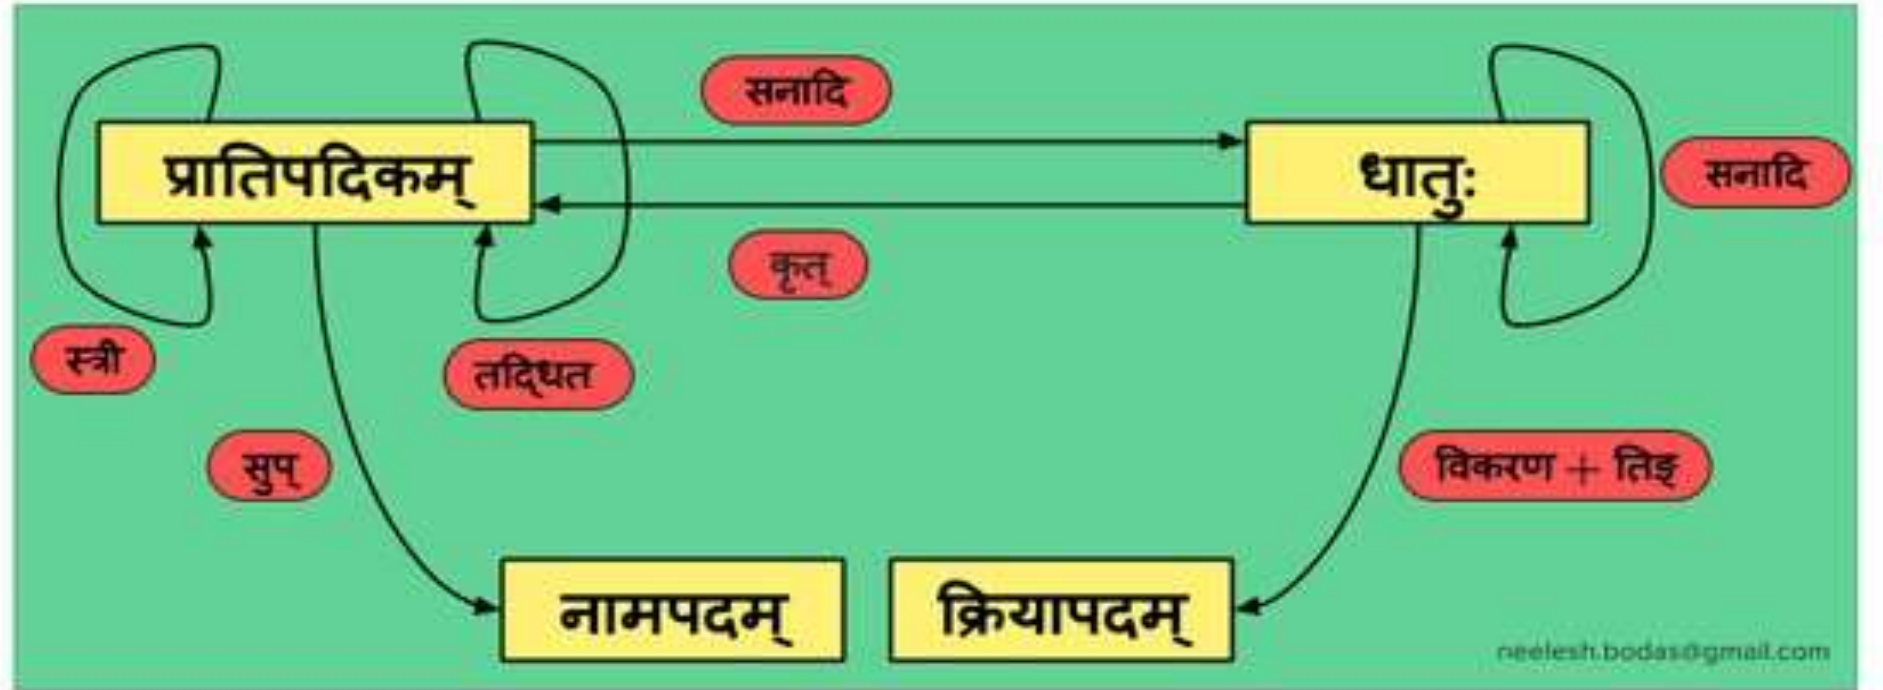 सनादि
प्रातिपदिकम्
धातुः
सनादि
कृत्
स्त्री
तद्धित
सुप्
विकरण + तिङ्
नामपदम्
क्रियापदम्
neelesh.bodas@gmail.com